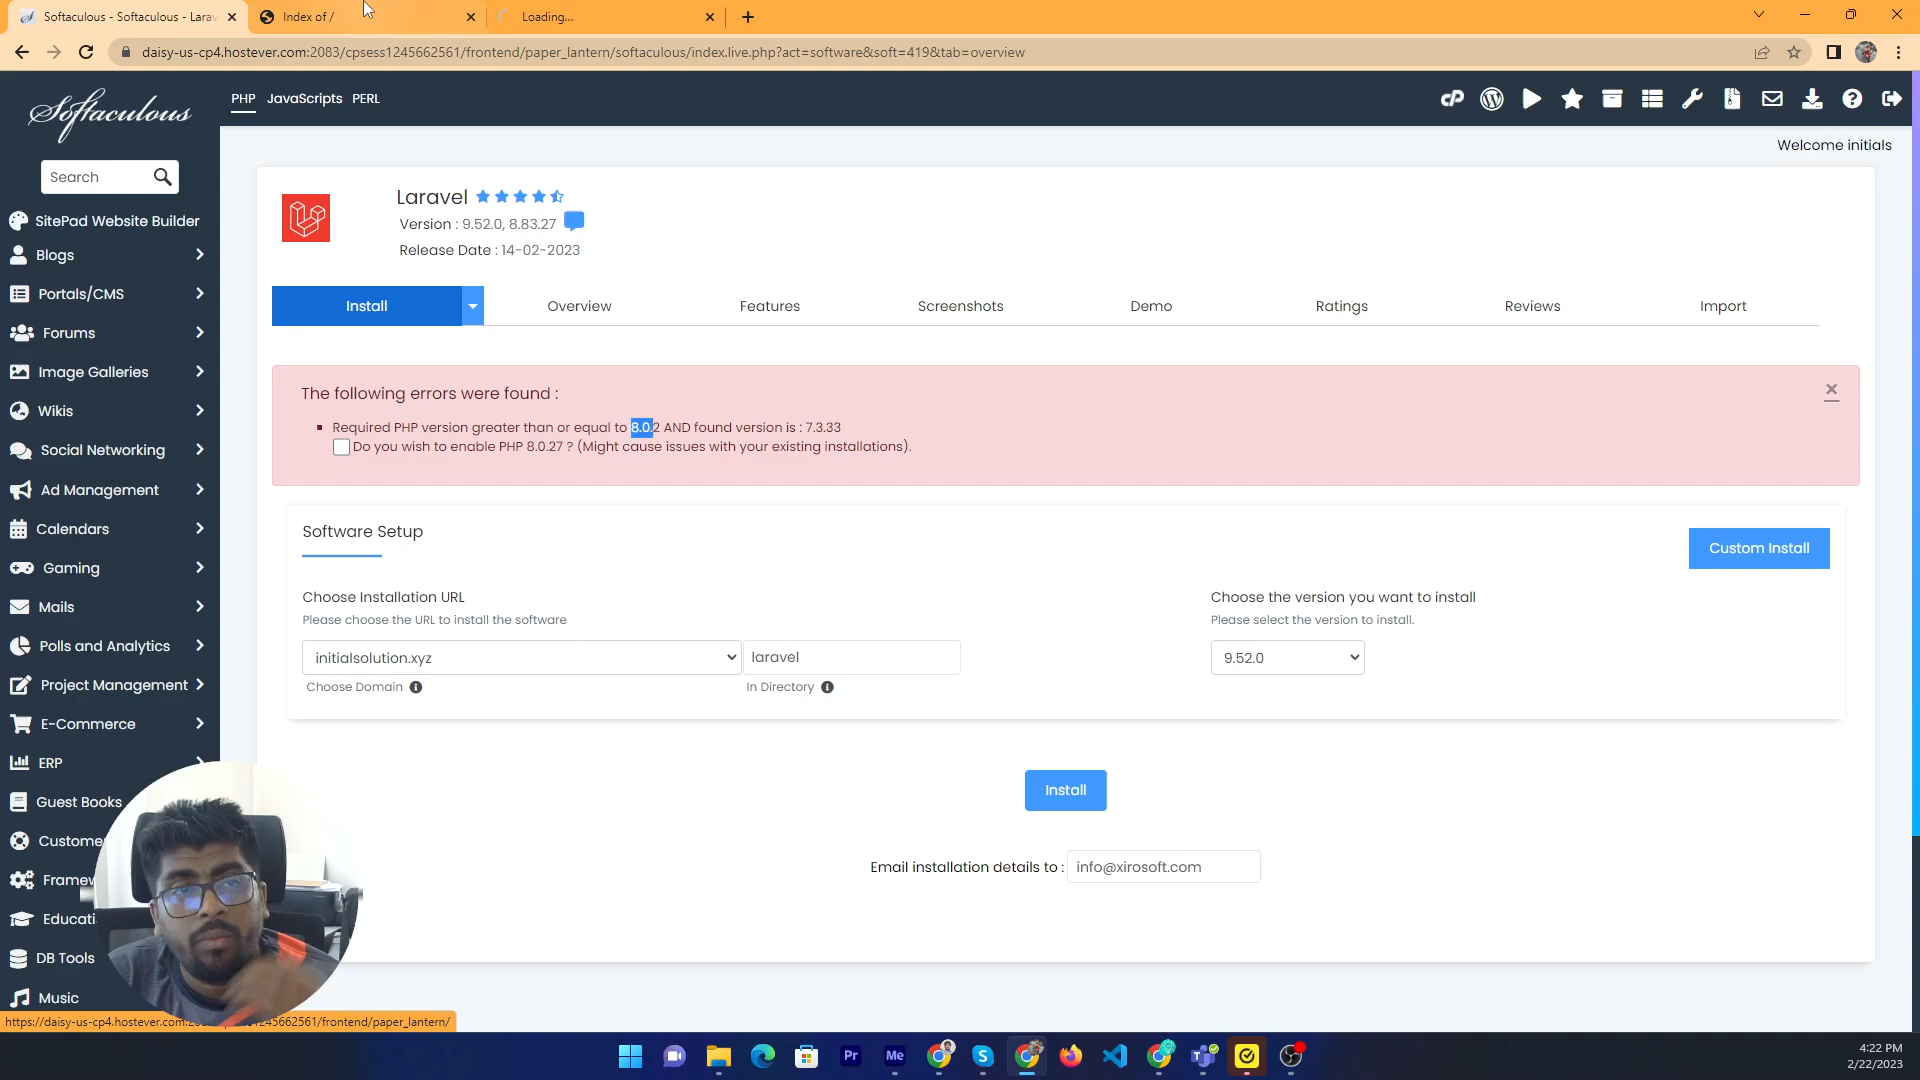 Softaculous - Softaculous - Larav
Index of /
Loading...
daisy-us-cp4.hostever.com:2083/cpsess1245662561/frontend/paper_lantern/softaculous/index.live.php?act=software&soft=419&tab=overview
Softaculous
PHP JavaScripts PERL
Welcome initials
Search
SitePad Website Builder
Blogs
Portals/CMS
Forums
Image Galleries
Wikis
Social Networking
Ad Management
Calendars
Gaming
Mails
Polls and Analytics
Project Management
E-Commerce
ERP
Guest Books
Customer
Framew
Educati
DB Tools
Music
Laravel
Version : 9.52.0, 8.83.27
Release Date : 14-02-2023
Install Overview Features Screenshots Demo Ratings Reviews Import
The following errors were found :
Required PHP version greater than or equal to 8.0.2 AND found version is : 7.3.33
Do you wish to enable PHP 8.0.27 ? (Might cause issues with your existing installations).
Software Setup
Custom Install
Choose Installation URL
Please choose the URL to install the software
initialsolution.xyz
laravel
Choose Domain
In Directory
Choose the version you want to install
Please select the version to install.
9.52.0
Install
Email installation details to : info@xirosoft.com
https://daisy-us-cp4.hostever.com:2083/cpsess1245662561/frontend/paper_lantern/
Pr
Me
4:22 PM
2/22/2023